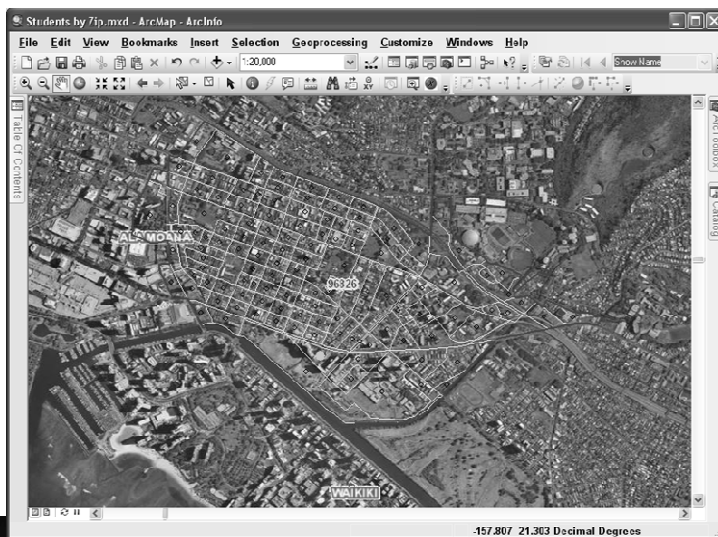 Students by Zip.mxd - ArcMap - ArcInfo
File Edit View Bookmarks Insert Selection Geoprocessing Customize Windows Help
1:20,000
Show Name
Table Of Contents
ArcToolbox
Catalog
ALA MOANA
96826
WAIKIKI
-157.807 21.303 Decimal Degrees